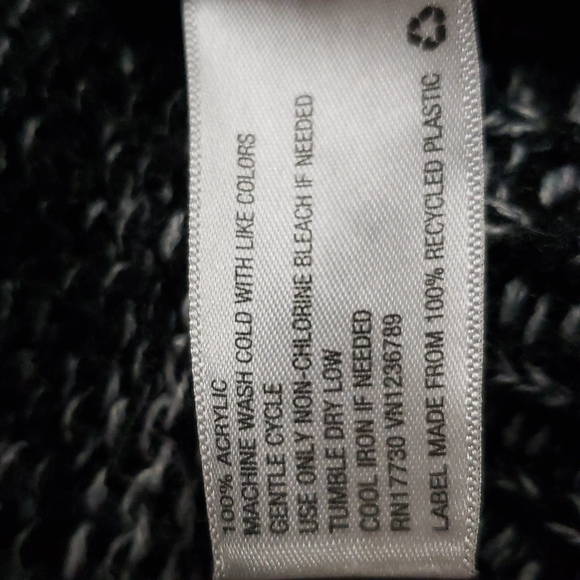 100% ACRYLIC
MACHINE WASH COLD WITH LIKE COLORS
GENTLE CYCLE
USE ONLY NON-CHLORINE BLEACH IF NEEDED
TUMBLE DRY LOW
COOL IRON IF NEEDED
RN17730 VN1236789
LABEL MADE FROM 100% RECYCLED PLASTIC